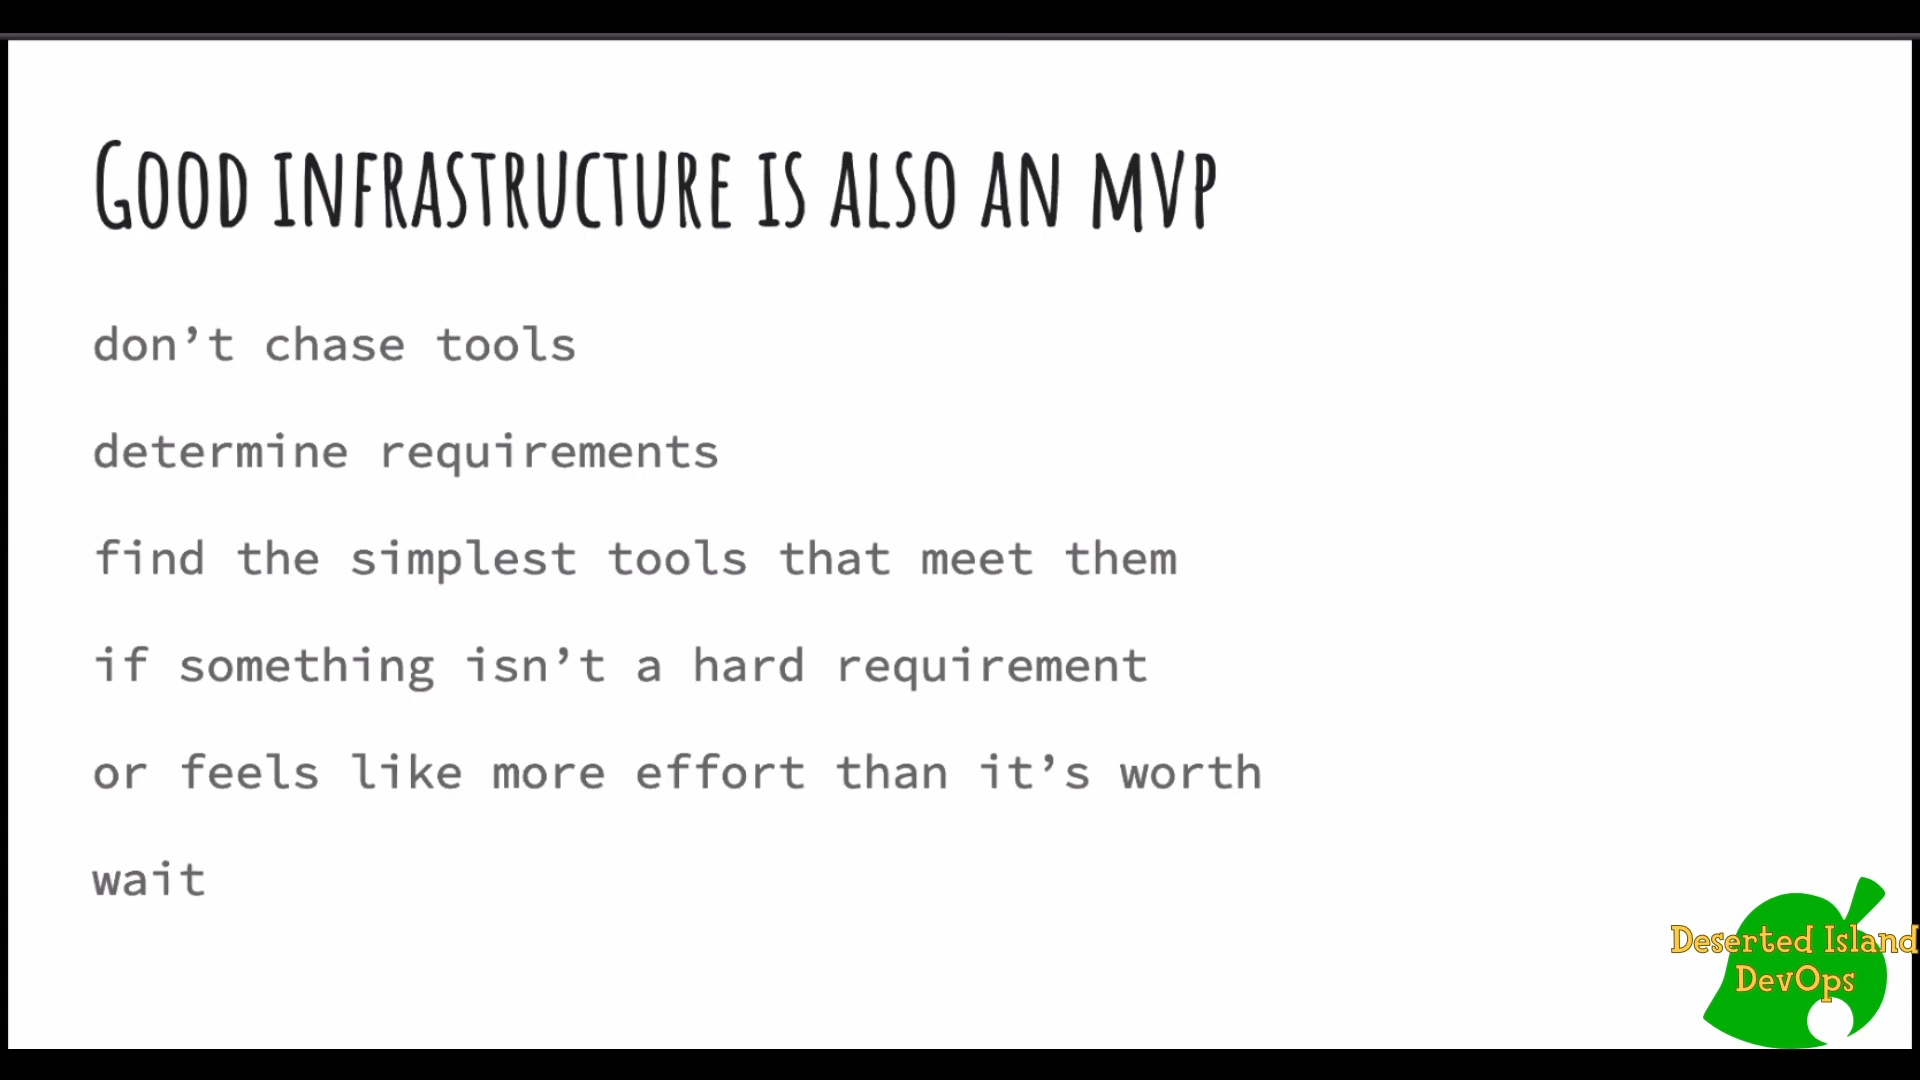 Good infrastructure is also an mvp
don’t chase tools
determine requirements
find the simplest tools that meet them
if something isn’t a hard requirement
or feels like more effort than it’s worth
wait
Deserted Island
DevOps